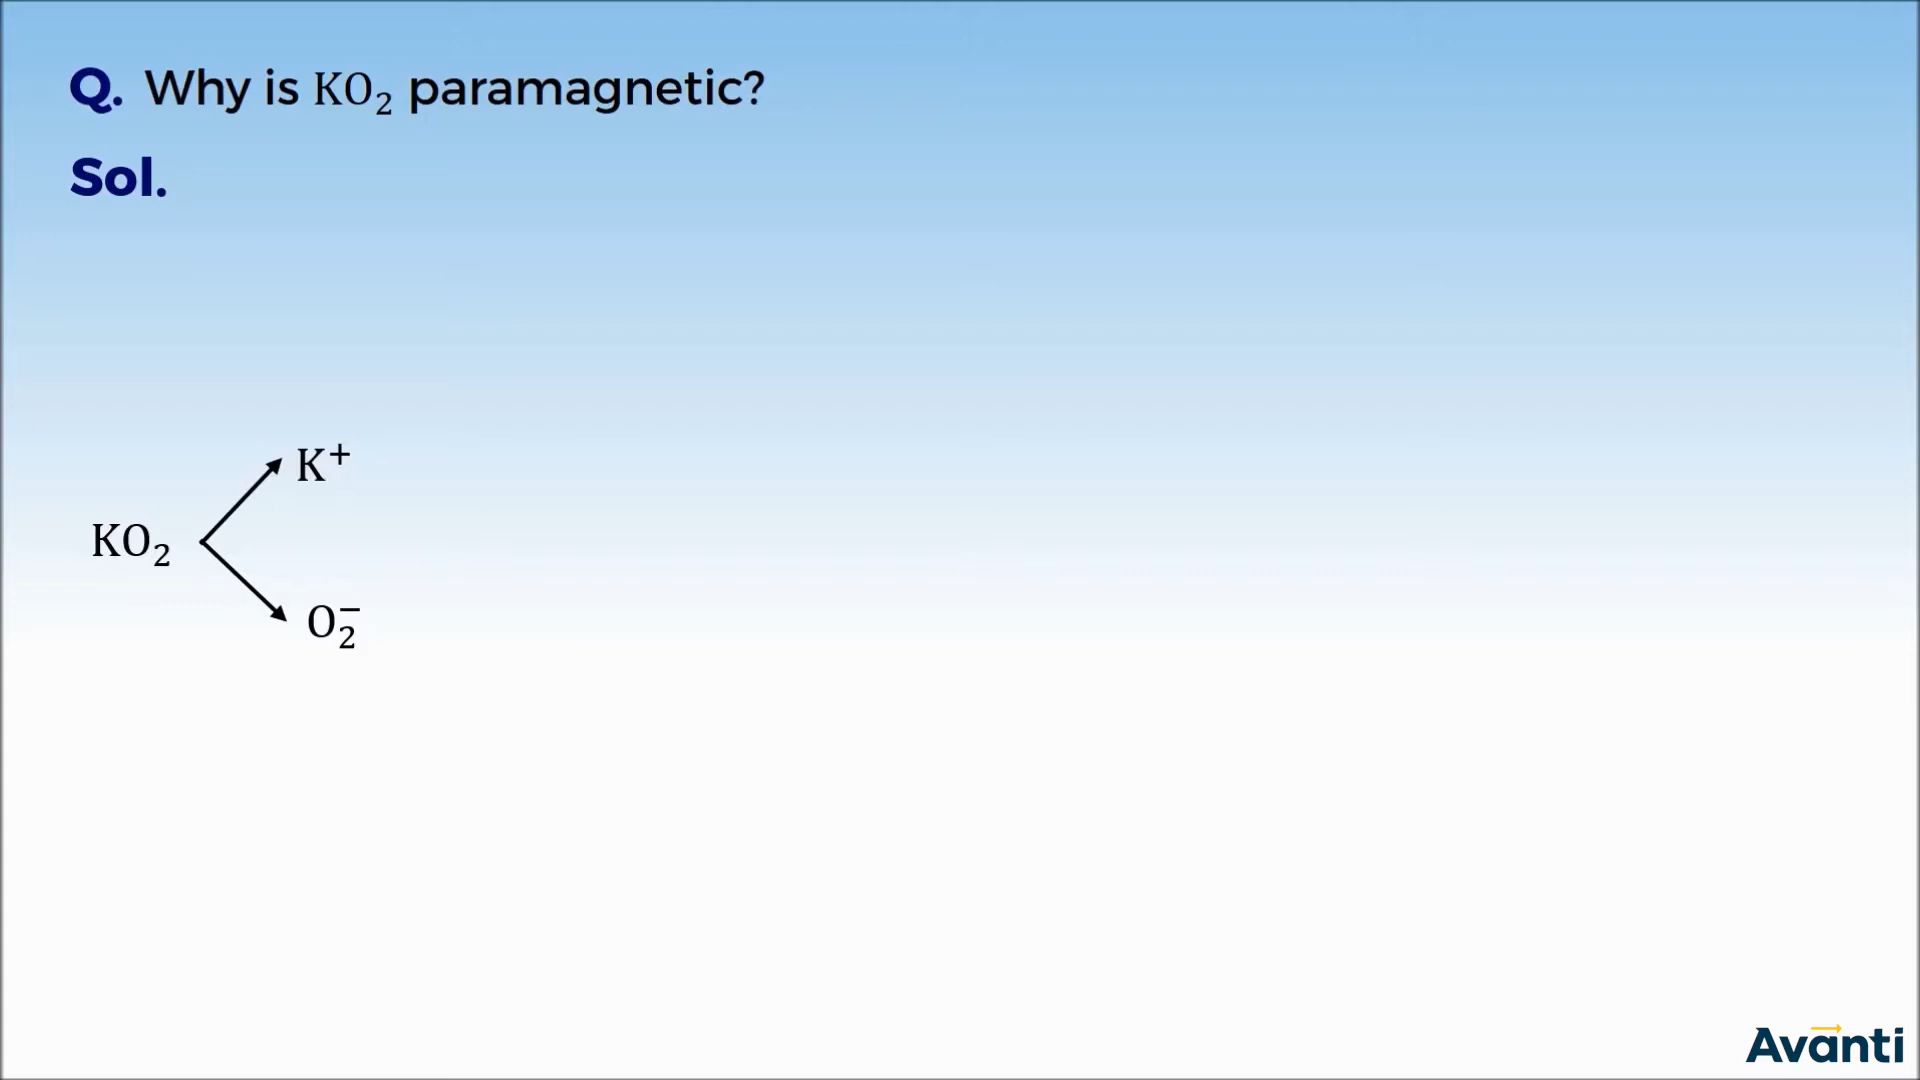 Q. Why is KO₂ paramagnetic?
Sol.
K⁺
KO₂
O₂⁻
Avanti